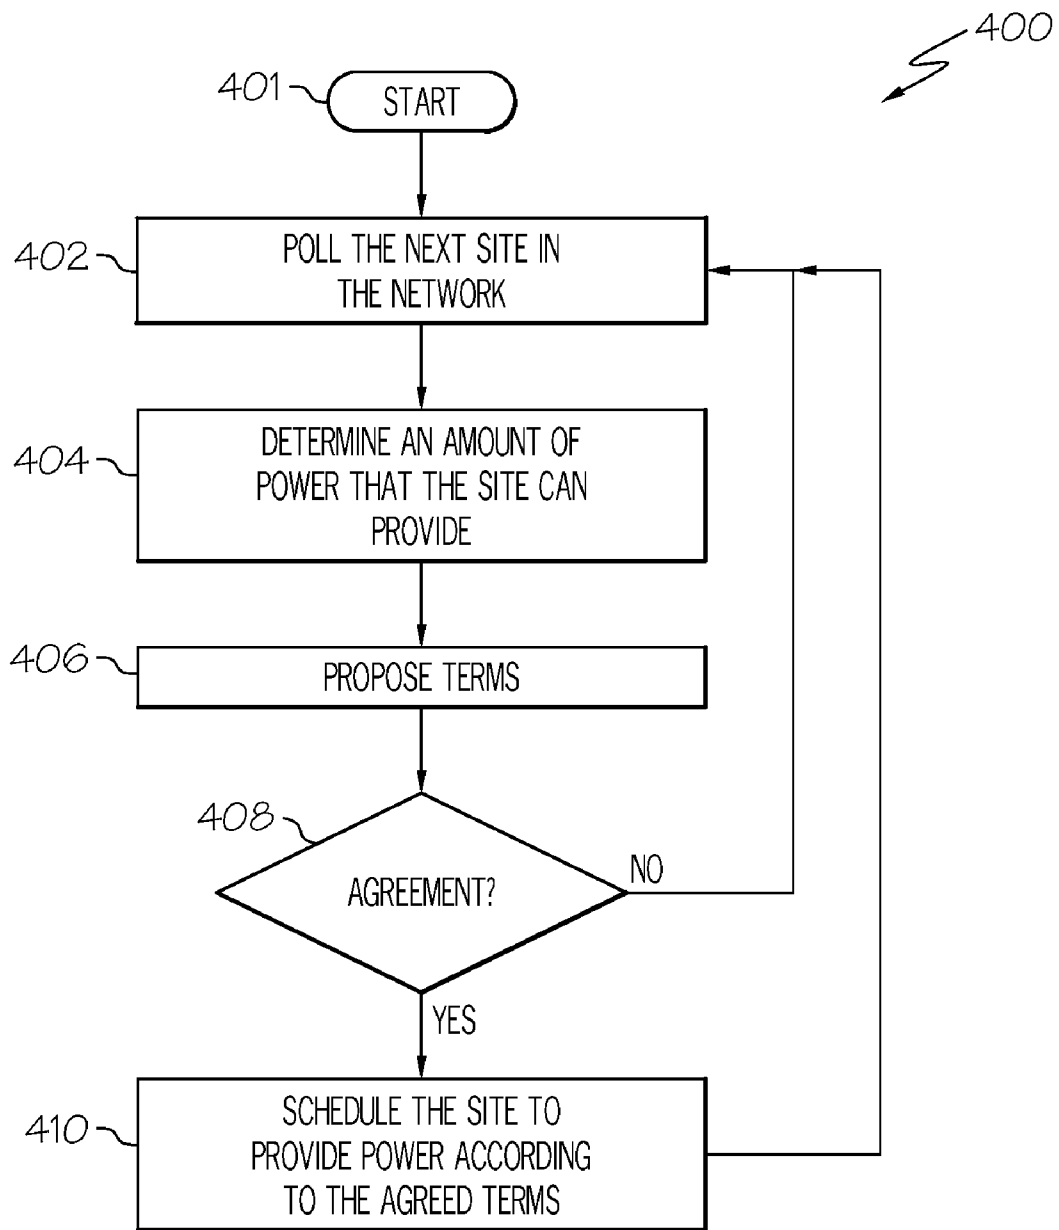 400
401
START
402
POLL THE NEXT SITE IN
THE NETWORK
404
DETERMINE AN AMOUNT OF
POWER THAT THE SITE CAN
PROVIDE
406
PROPOSE TERMS
408
AGREEMENT?
NO
YES
410
SCHEDULE THE SITE TO
PROVIDE POWER ACCORDING
TO THE AGREED TERMS